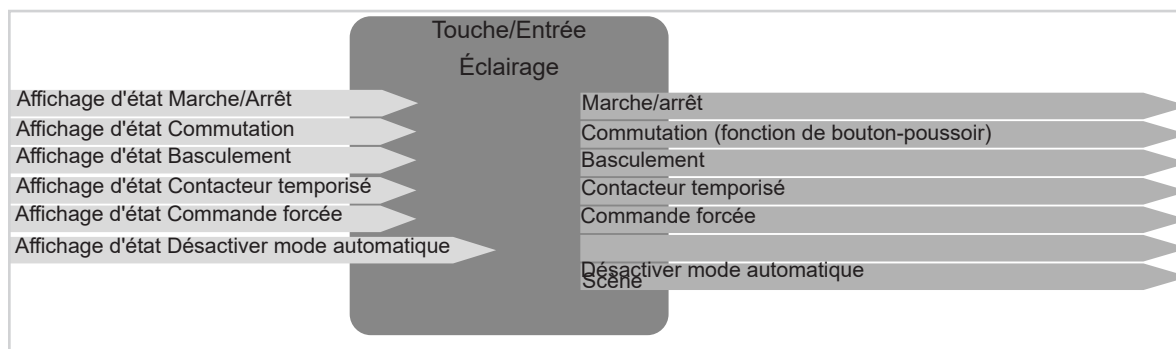 Touche/Entrée
Éclairage
Affichage d'état Marche/Arrêt
Affichage d'état Commutation
Affichage d'état Basculement
Affichage d'état Contacteur temporisé
Affichage d'état Commande forcée
Affichage d'état Désactiver mode automatique
Marche/arrêt
Commutation (fonction de bouton-poussoir)
Basculement
Contacteur temporisé
Commande forcée
Désactiver mode automatique
Scène